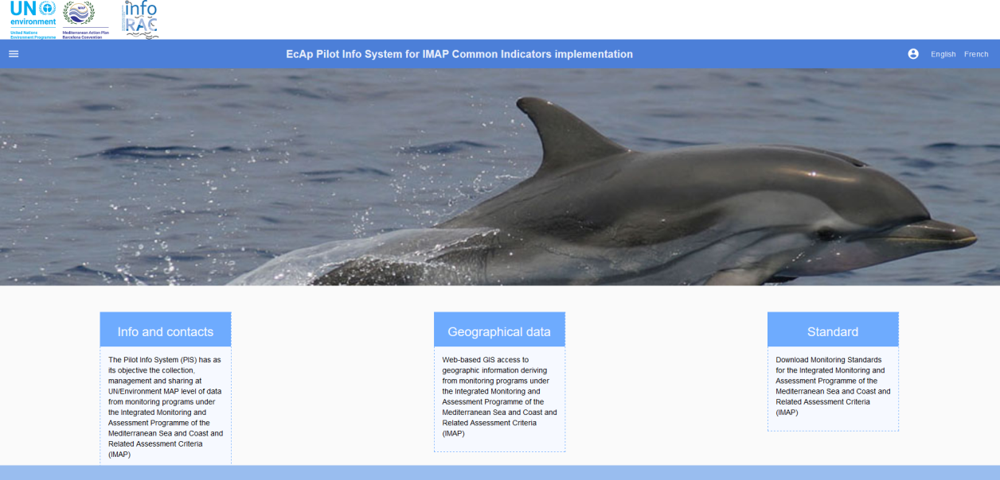 UN
environment
United Nations
Environment Programme
MAP
Mediterranean Action Plan
Barcelona Convention
info
RAC
EcAp Pilot Info System for IMAP Common Indicators implementation
English French
Info and contacts
The Pilot Info System (PIS) has as
its objective the collection,
management and sharing at
UN/Environment MAP level of data
from monitoring programs under
the Integrated Monitoring and
Assessment Programme of the
Mediterranean Sea and Coast and
Related Assessment Criteria
(IMAP)
Geographical data
Web-based GIS access to
geographic information deriving
from monitoring programs under
the Integrated Monitoring and
Assessment Programme of the
Mediterranean Sea and Coast and
Related Assessment Criteria
(IMAP)
Standard
Download Monitoring Standards
for the Integrated Monitoring and
Assessment Programme of the
Mediterranean Sea and Coast and
Related Assessment Criteria
(IMAP)